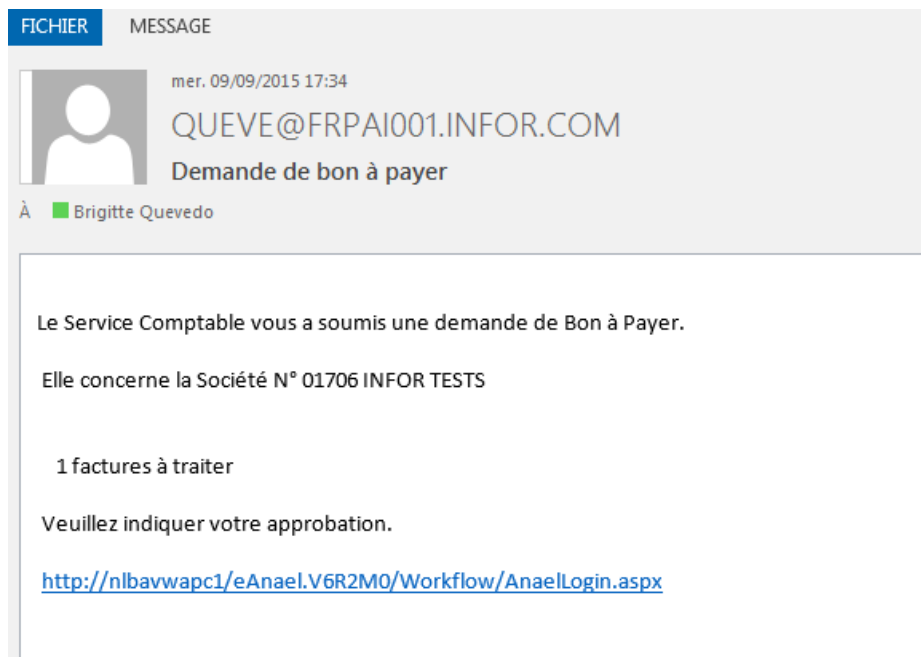 FICHIER MESSAGE
mer. 09/09/2015 17:34
QUEVE@FRPAI001.INFOR.COM
Demande de bon à payer
À Brigitte Quevedo
Le Service Comptable vous a soumis une demande de Bon à Payer.
Elle concerne la Société N° 01706 INFOR TESTS
1 factures à traiter
Veuillez indiquer votre approbation.
http://nlbavwapc1/eAnael.V6R2M0/Workflow/AnaelLogin.aspx